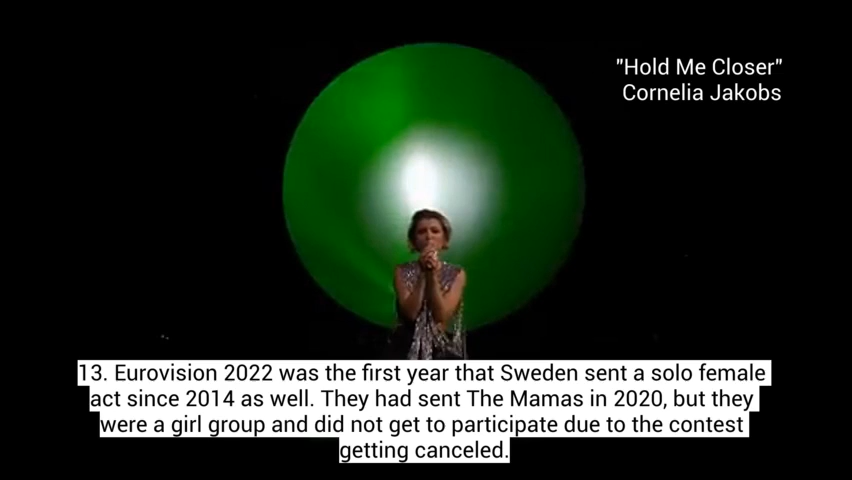 "Hold Me Closer"
Cornelia Jakobs
13. Eurovision 2022 was the first year that Sweden sent a solo female
act since 2014 as well. They had sent The Mamas in 2020, but they
were a girl group and did not get to participate due to the contest
getting canceled.